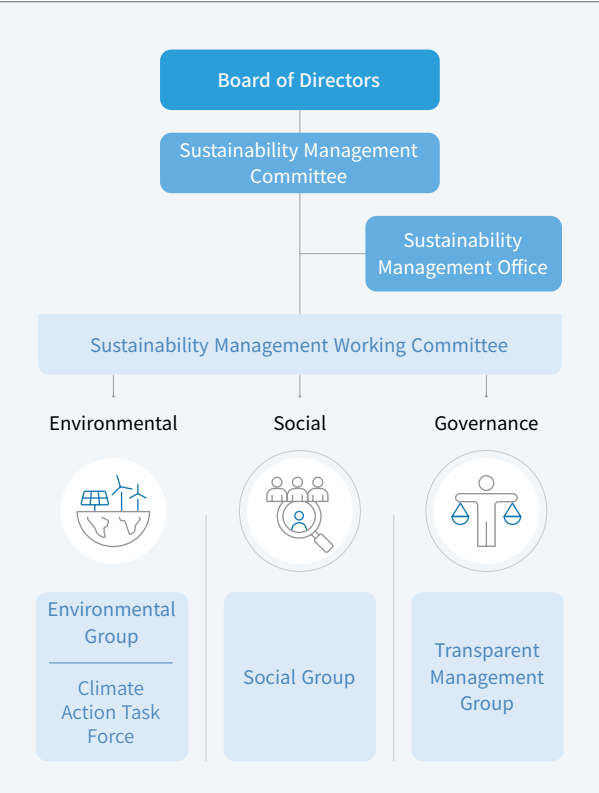 Board of Directors
Sustainability Management
Committee
Sustainability
Management Office
Sustainability Management Working Committee
Environmental
Social
Governance
Environmental
Group
Climate
Action Task
Force
Social Group
Transparent
Management
Group